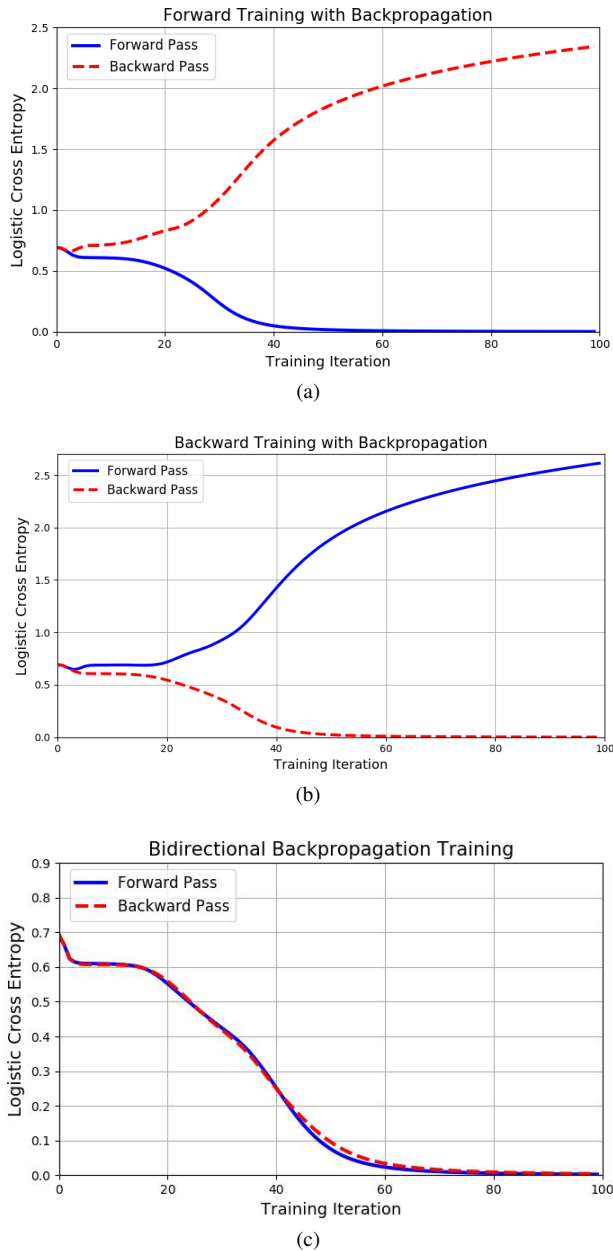 Forward Training with Backpropagation
2.5
2.0
1.5
1.0
0.5
0.0
Logistic Cross Entropy
Forward Pass
Backward Pass
0 20 40 60 80 100
Training Iteration
(a)
Backward Training with Backpropagation
2.5
2.0
1.5
1.0
0.5
0.0
Logistic Cross Entropy
Forward Pass
Backward Pass
0 20 40 60 80 100
Training Iteration
(b)
Bidirectional Backpropagation Training
0.9
0.8
0.7
0.6
0.5
0.4
0.3
0.2
0.1
0.0
Logistic Cross Entropy
Forward Pass
Backward Pass
0 20 40 60 80 100
Training Iteration
(c)